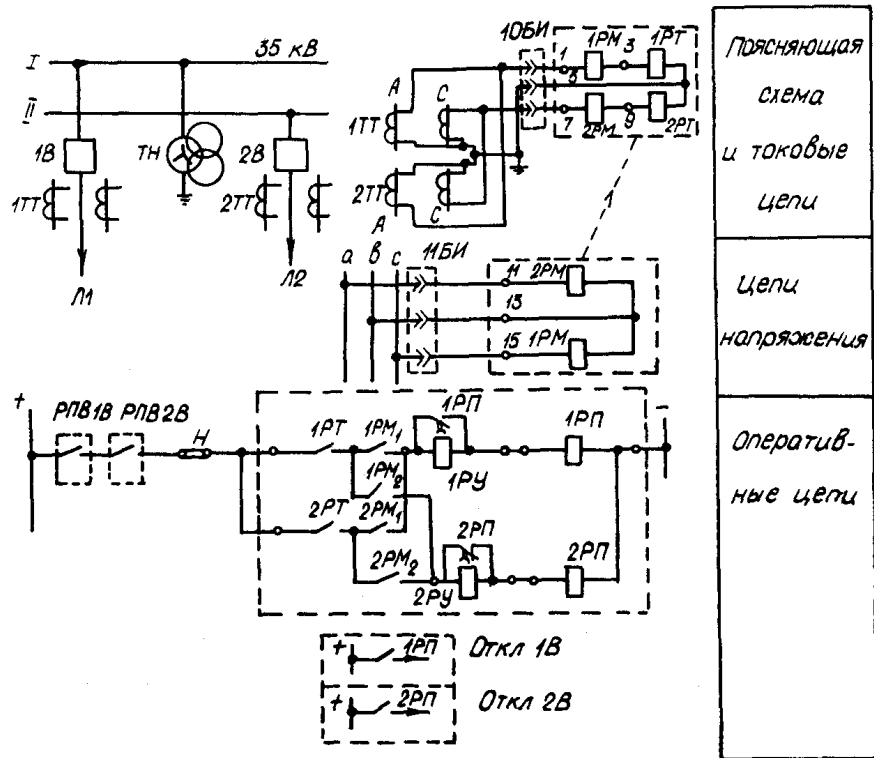 I
35 кВ
II
1В
ТН
2В
1ТТ
2ТТ
Л1
Л2
10БИ
1
1РМ
3
1РТ
5
7
2РМ
9
2РТ
А
С
1ТТ
2ТТ
А
С
1
а
в
с
11БИ
11
2РМ
13
15
1РМ
Поясняющая
схема
и токовые
цепи
Цепи
напряжения
Оператив-
ные цепи
+
РПВ1В
РПВ2В
Н
1РТ
1РМ1
1РП
1РУ
1РП
−
1РМ2
2РТ
2РМ1
2РП
2РМ2
2РУ
2РП
+
1РП
Откл 1В
+
2РП
Откл 2В